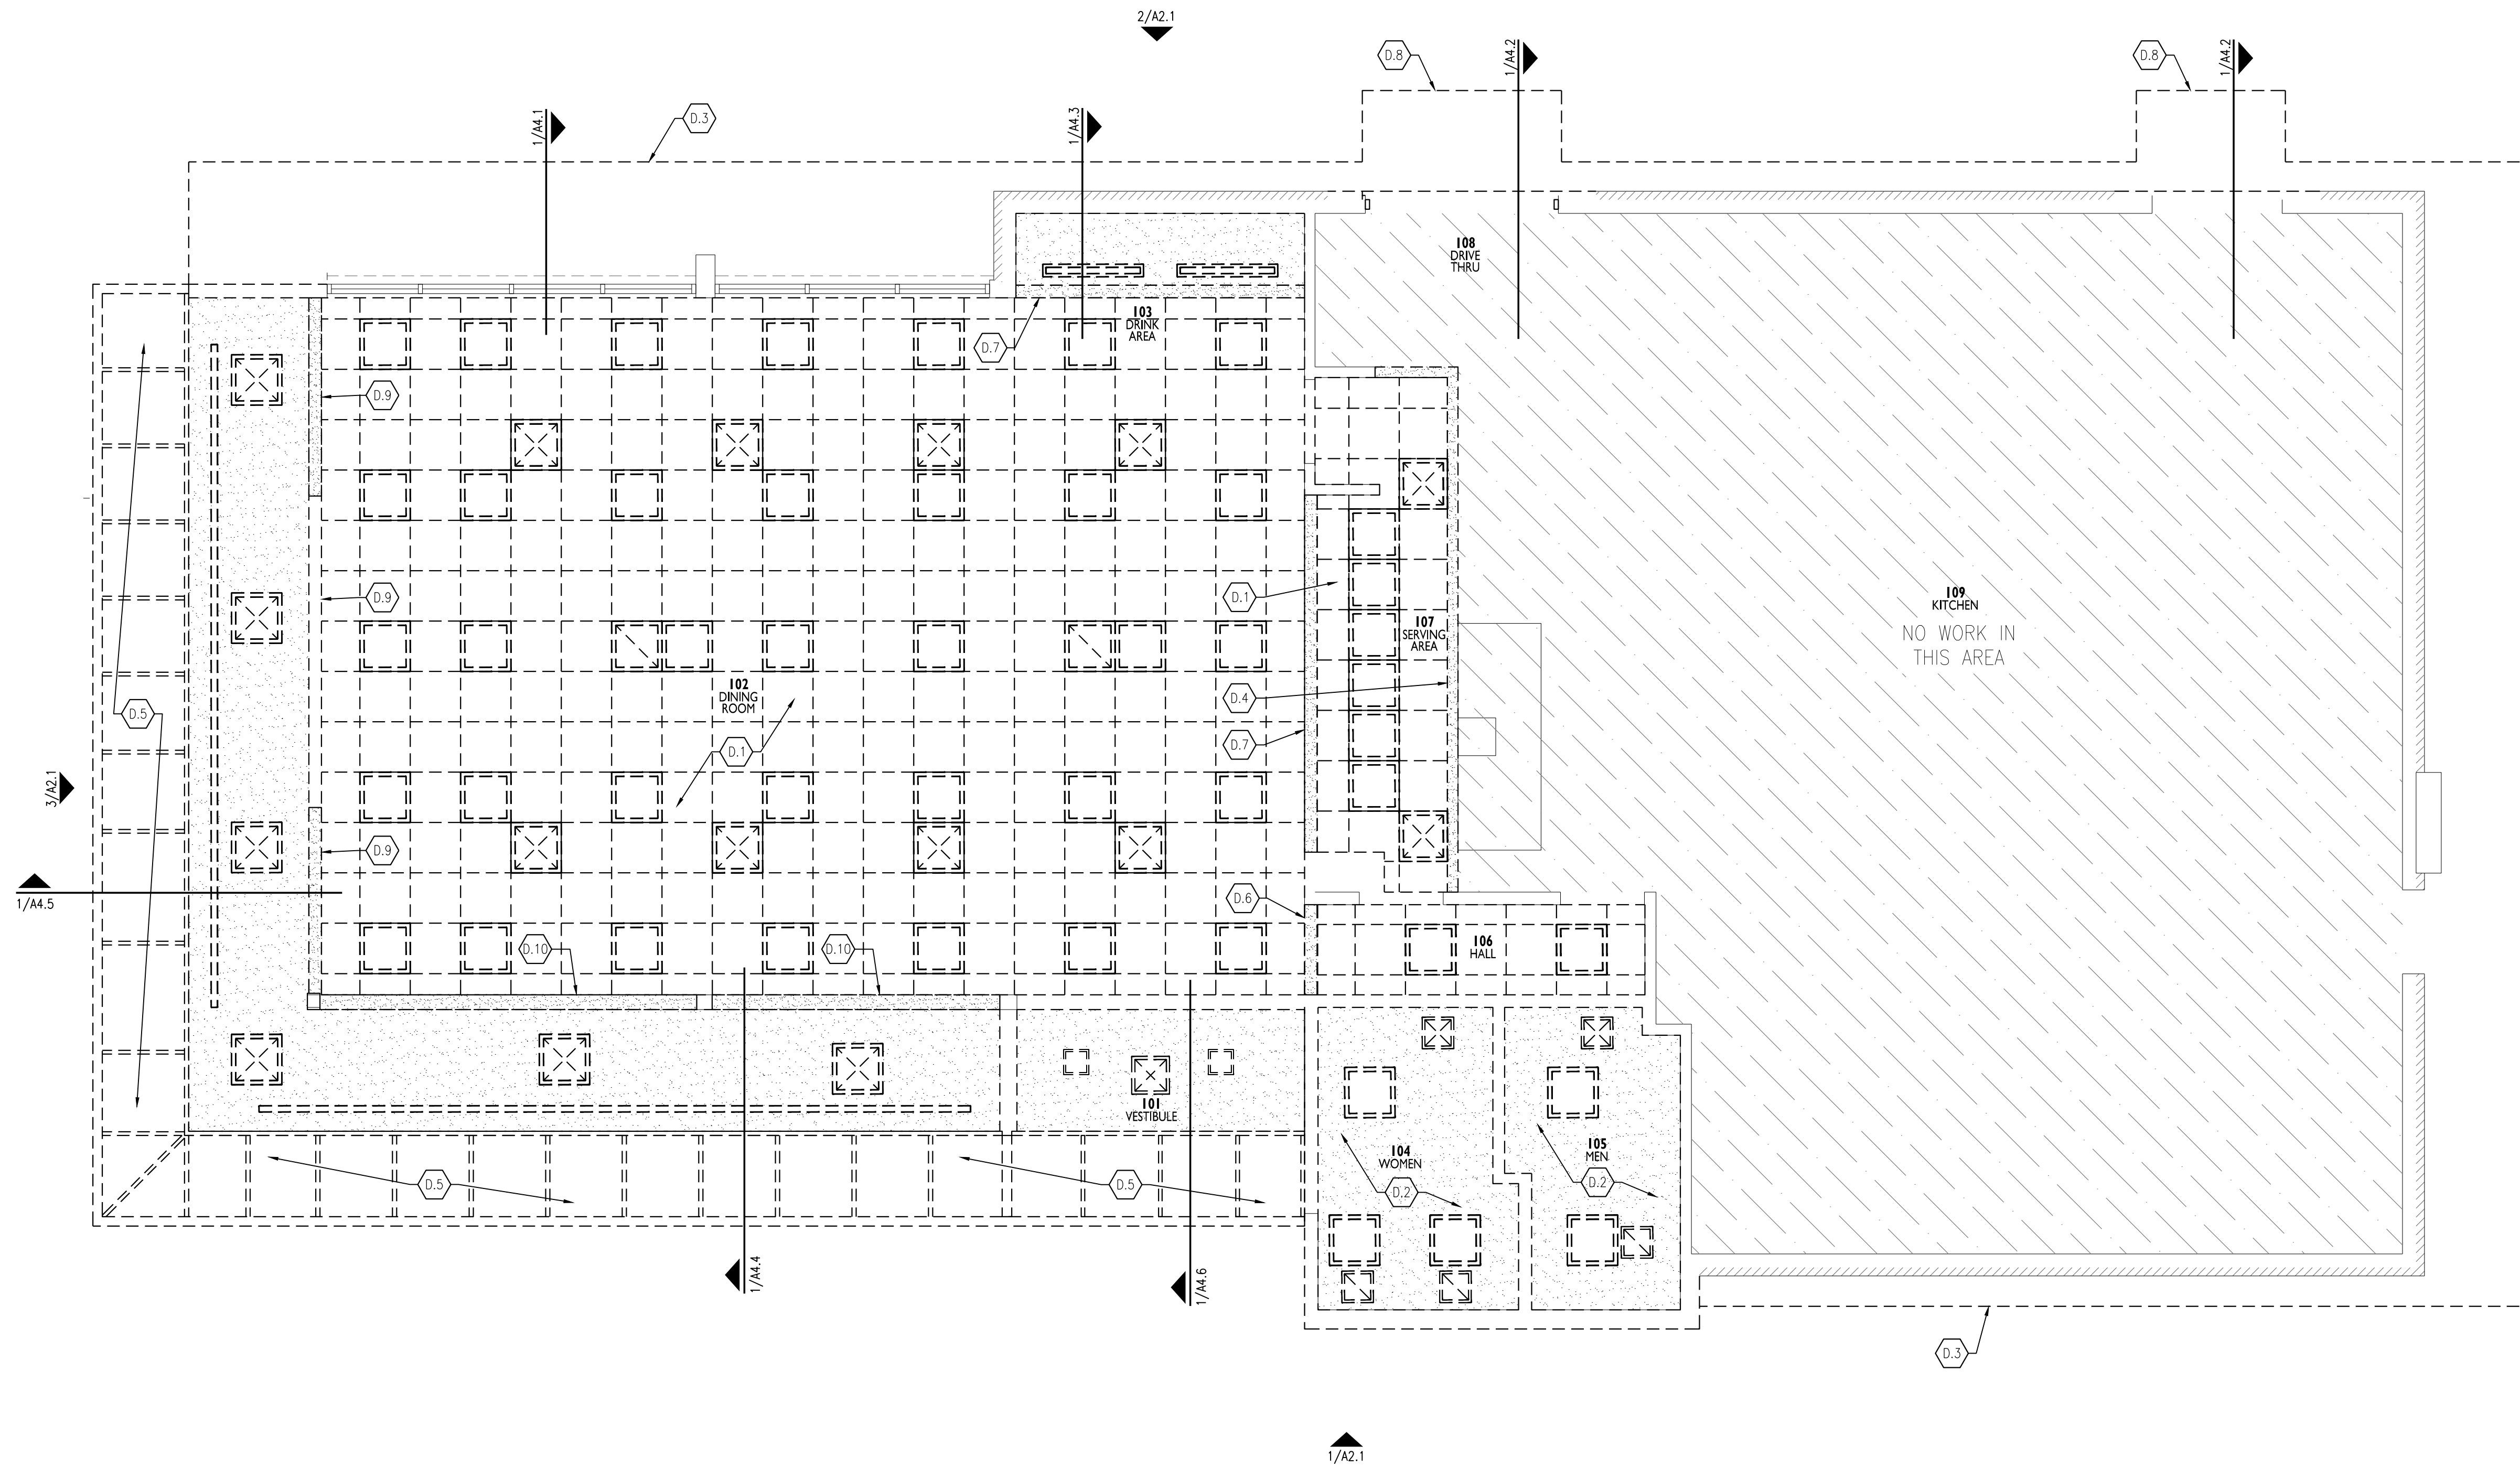 2/A2.1
D.8
1/A4.2
D.8
1/A4.2
D.3
1/A4.1
1/A4.3
108
DRIVE
THRU
103
DRINK
AREA
D.7
D.9
D.9
D.1
109
KITCHEN
NO WORK IN
THIS AREA
107
SERVING
AREA
102
DINING
ROOM
D.4
D.5
D.1
D.7
3/A2.1
D.9
1/A4.5
D.6
D.10
D.10
106
HALL
101
VESTIBULE
104
WOMEN
105
MEN
D.5
D.5
D.2
D.2
1/A4.4
1/A4.6
D.3
1/A2.1